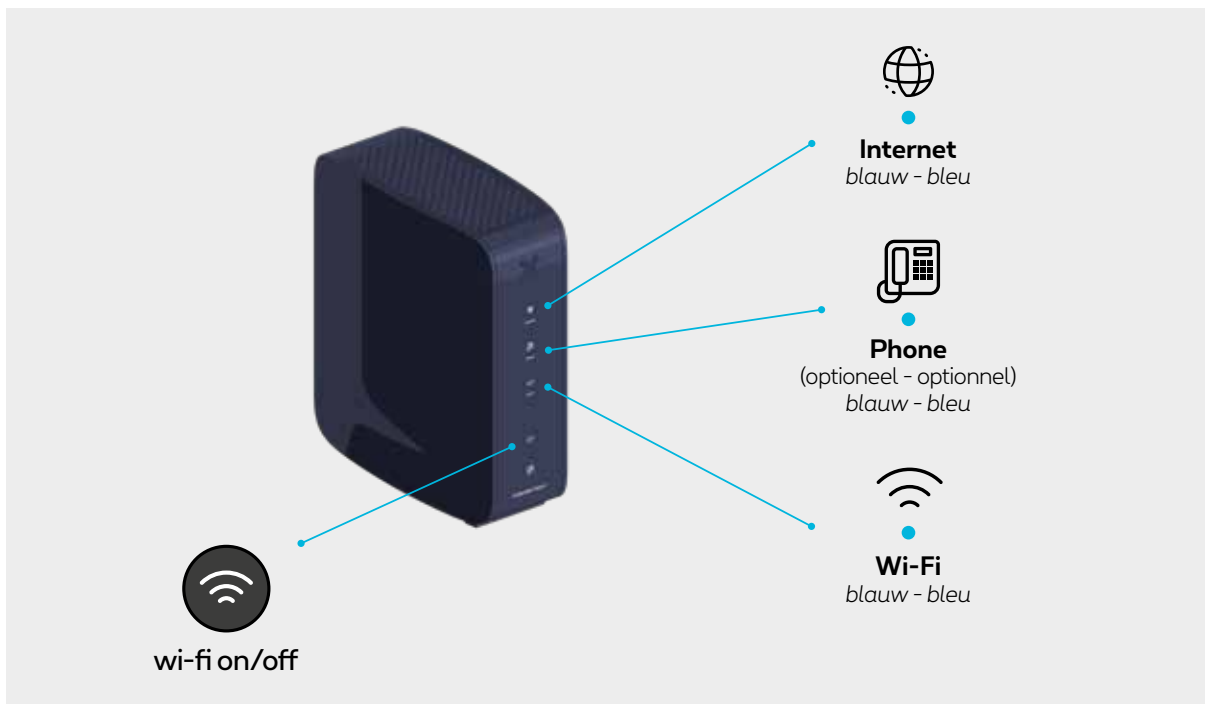 Internet
blauw - bleu
Phone
(optioneel - optionnel)
blauw - bleu
Wi-Fi
blauw - bleu
wi-fi on/off